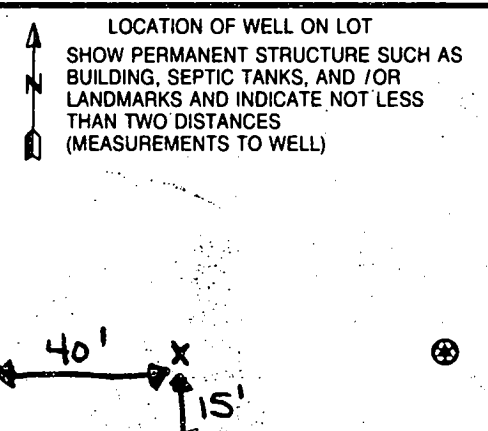 LOCATION OF WELL ON LOT
SHOW PERMANENT STRUCTURE SUCH AS
BUILDING, SEPTIC TANKS, AND /OR
N
LANDMARKS AND INDICATE NOT LESS
THAN TWO DISTANCES
(MEASUREMENTS TO WELL)
40' X
15'